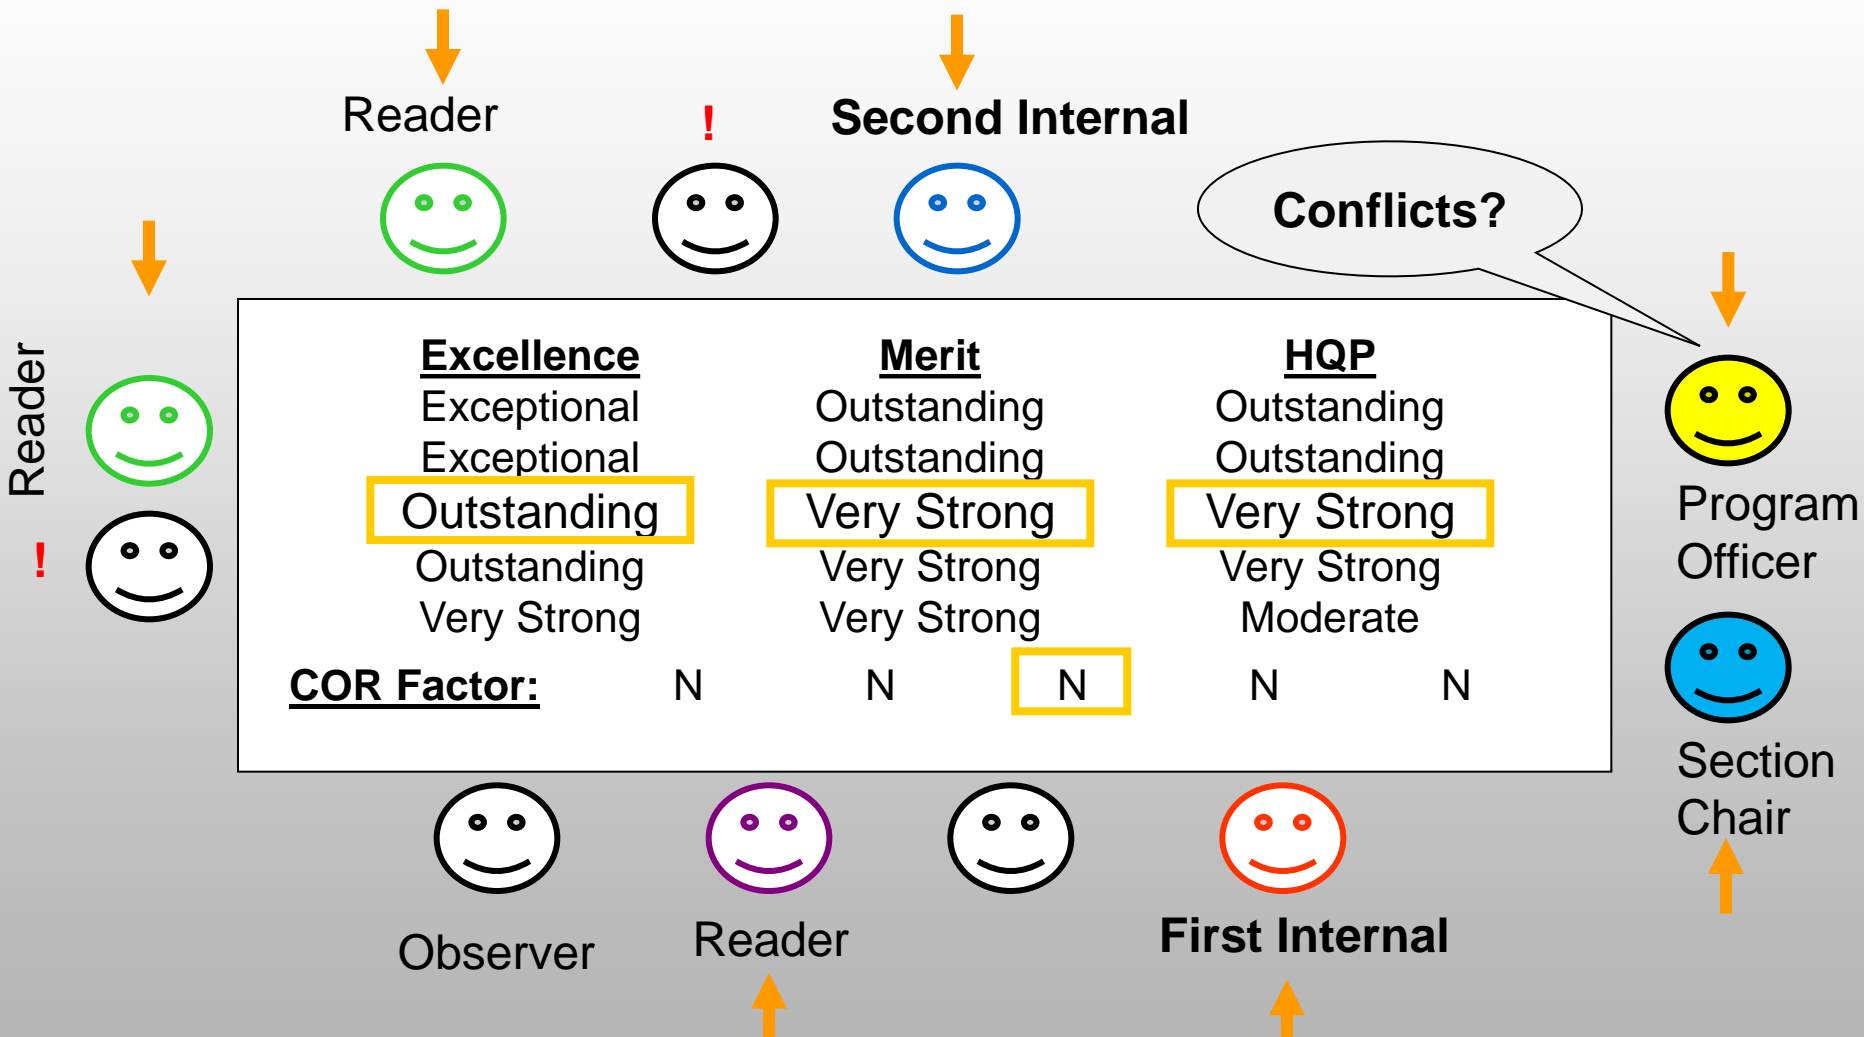 Reader
!
Second Internal
Conflicts?
Reader
!
Excellence Merit HQP
Exceptional Outstanding Outstanding
Exceptional Outstanding Outstanding
Outstanding Very Strong Very Strong
Outstanding Very Strong Very Strong
Very Strong Very Strong Moderate
COR Factor: N N N N N
Program
Officer
Section
Chair
Observer
Reader
First Internal